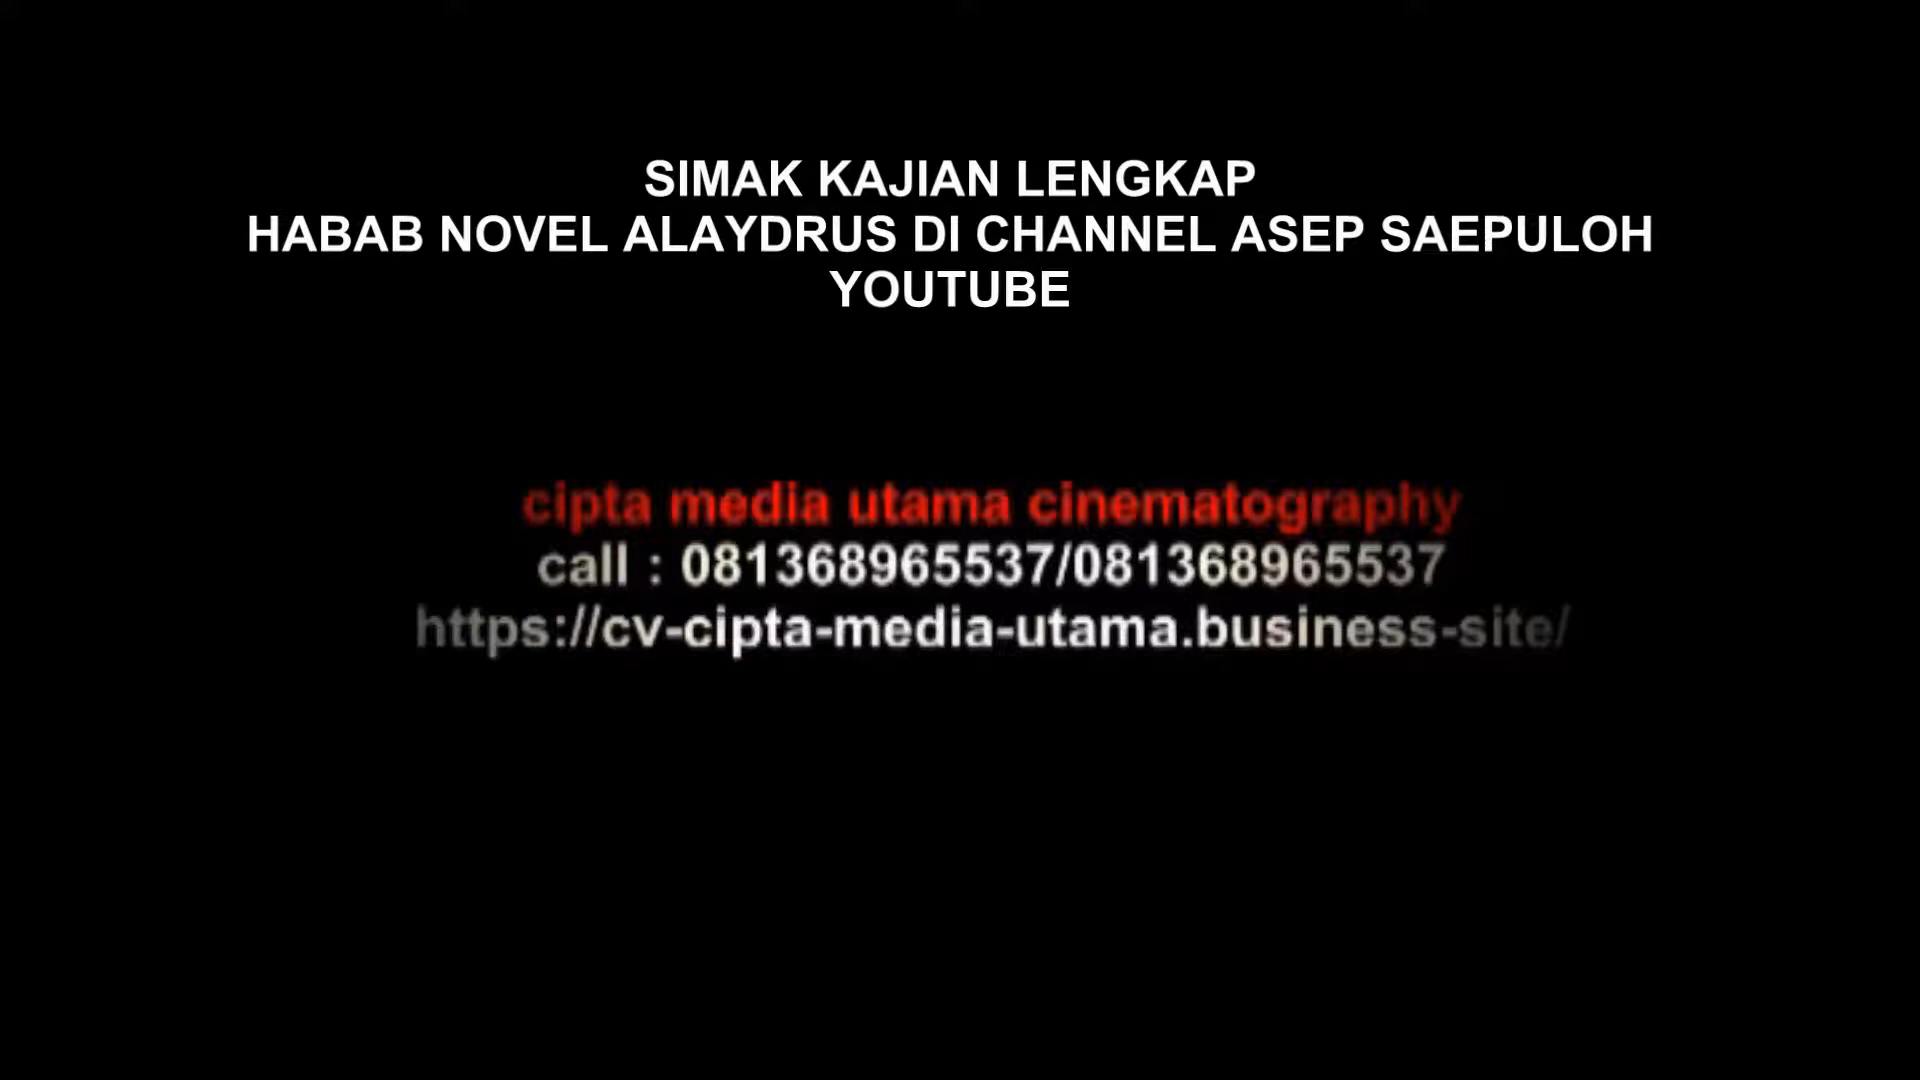 SIMAK KAJIAN LENGKAP
HABAB NOVEL ALAYDRUS DI CHANNEL ASEP SAEPULOH
YOUTUBE
cipta media utama cinematography
call : 081368965537/081368965537
https://cv-cipta-media-utama.business-site/